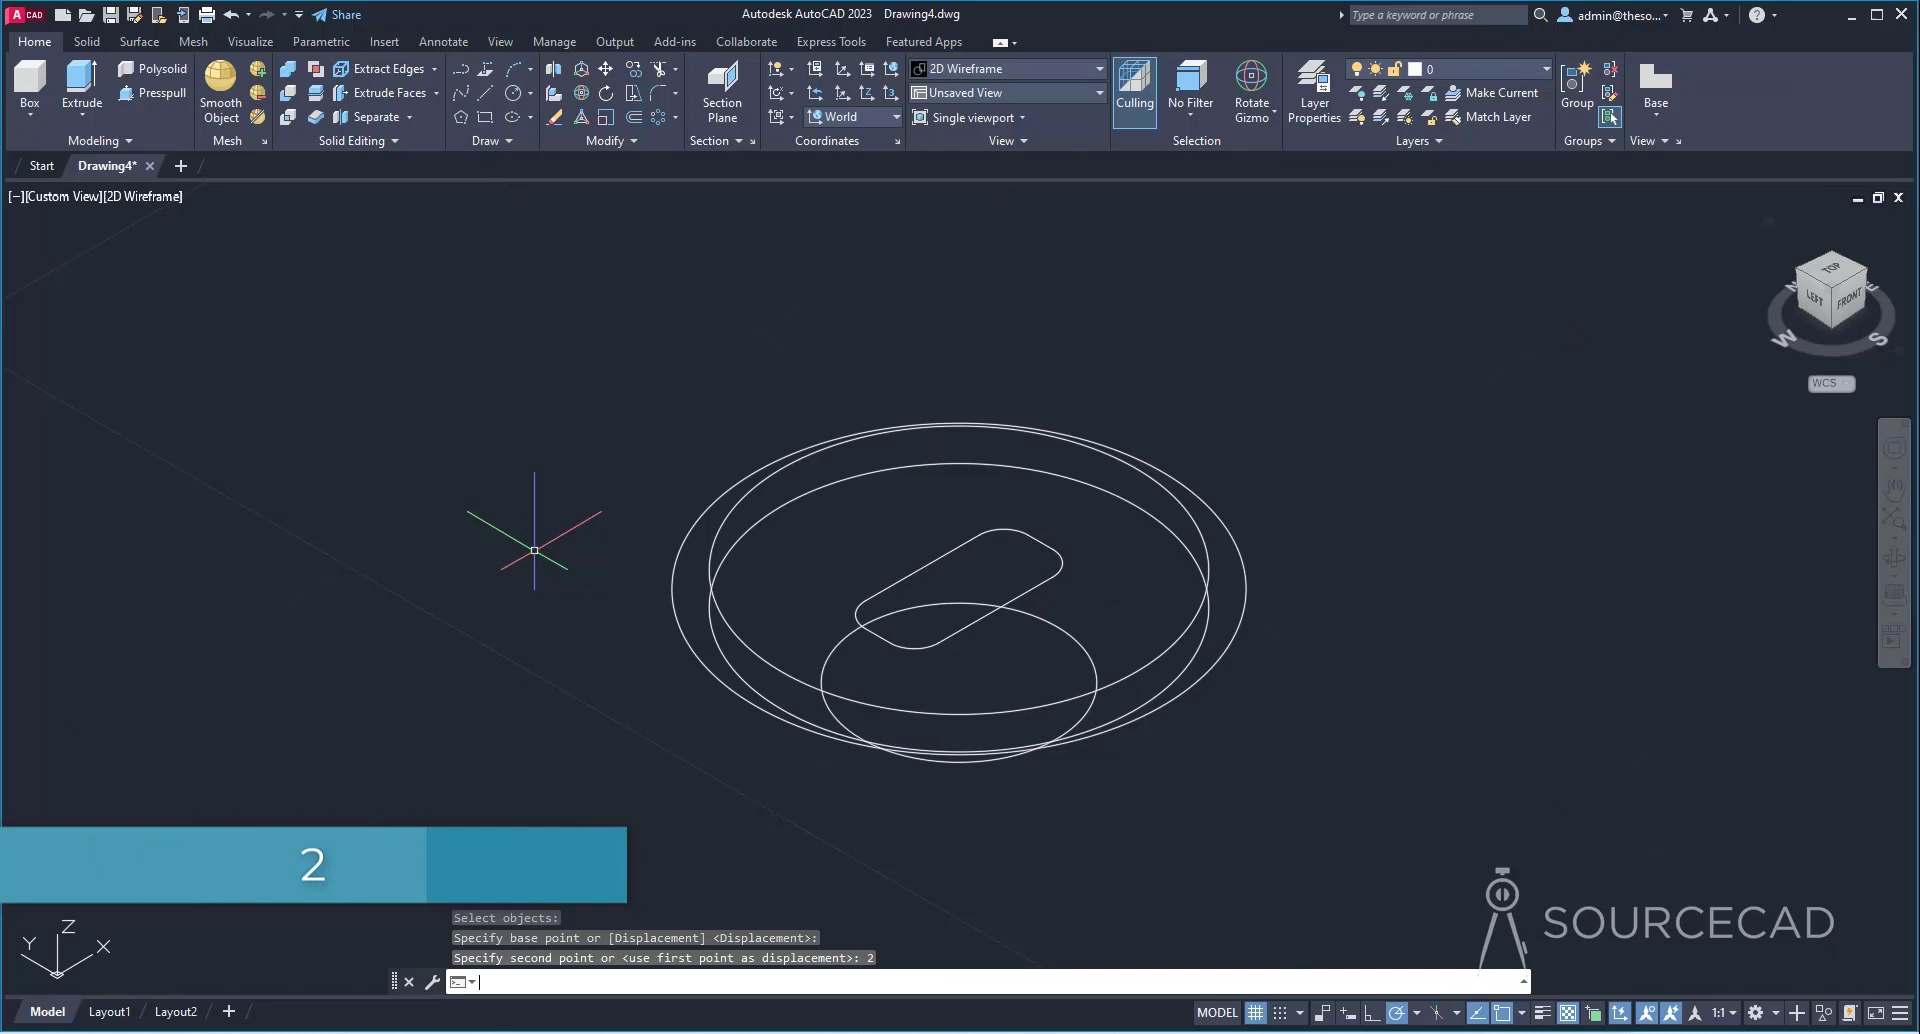 A CAD
Share
Autodesk AutoCAD 2023 Drawing4.dwg
Type a keyword or phrase
admin@theso...
Home Solid Surface Mesh Visualize Parametric Insert Annotate View Manage Output Add-ins Collaborate Express Tools Featured Apps
Polysolid
Presspull
Box
Extrude
Smooth
Object
Extract Edges
Extrude Faces
Separate
Section
Plane
World
2D Wireframe
Unsaved View
Single viewport
Culling
No Filter
Rotate
Gizmo
Layer
Properties
0
Make Current
Match Layer
Group
Base
Modeling Mesh Solid Editing Draw Modify Section Coordinates View Selection Layers Groups View
Start Drawing4*
[−][Custom View][2D Wireframe]
TOP
LEFT
FRONT
W
S
WCS
2
Z
Y
X
Select objects:
Specify base point or [Displacement] <Displacement>:
Specify second point or <use first point as displacement>: 2
SOURCECAD
Model Layout1 Layout2
MODEL
1:1